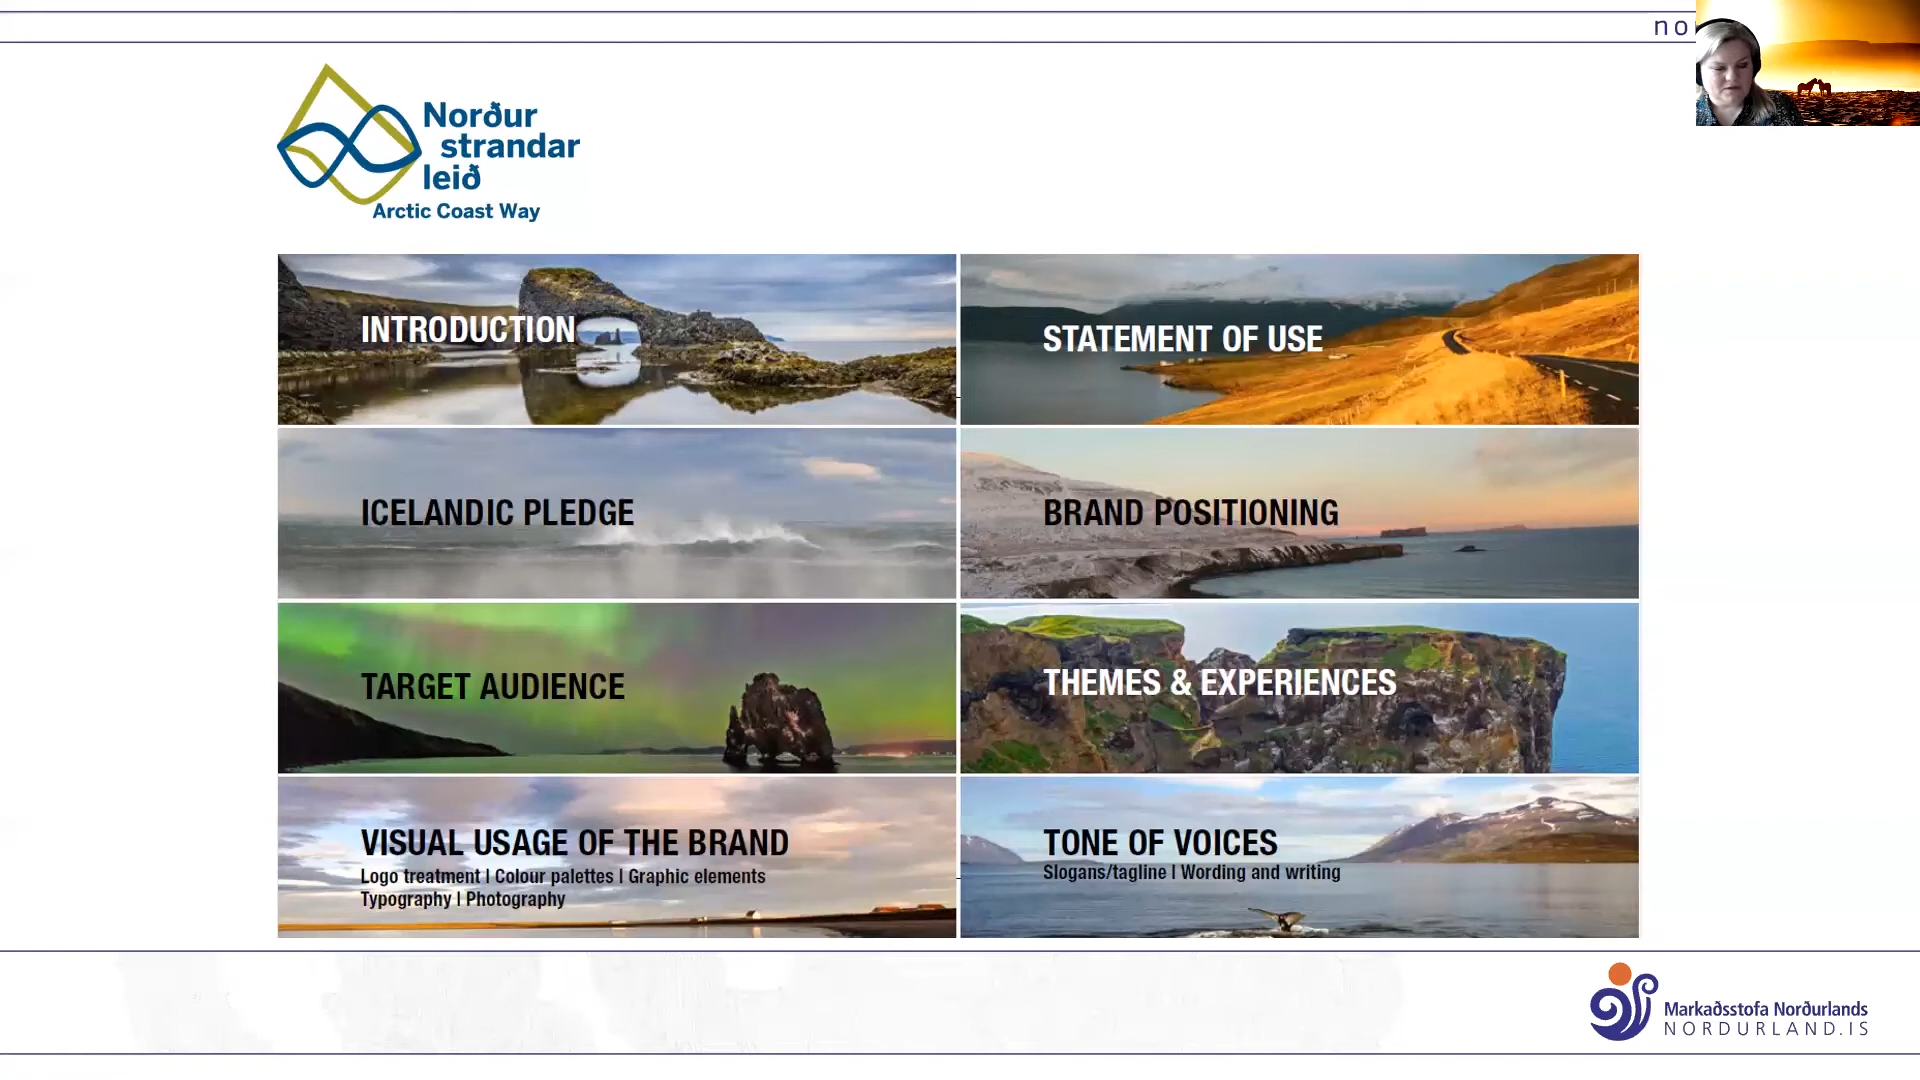 no
Norður
strandar
leið
Arctic Coast Way
INTRODUCTION
STATEMENT OF USE
ICELANDIC PLEDGE
BRAND POSITIONING
TARGET AUDIENCE
THEMES & EXPERIENCES
VISUAL USAGE OF THE BRAND
Logo treatment | Colour palettes | Graphic elements
Typography | Photography
TONE OF VOICES
Slogans/tagline | Wording and writing
Markaðsstofa Norðurlands
NORDURLAND.IS